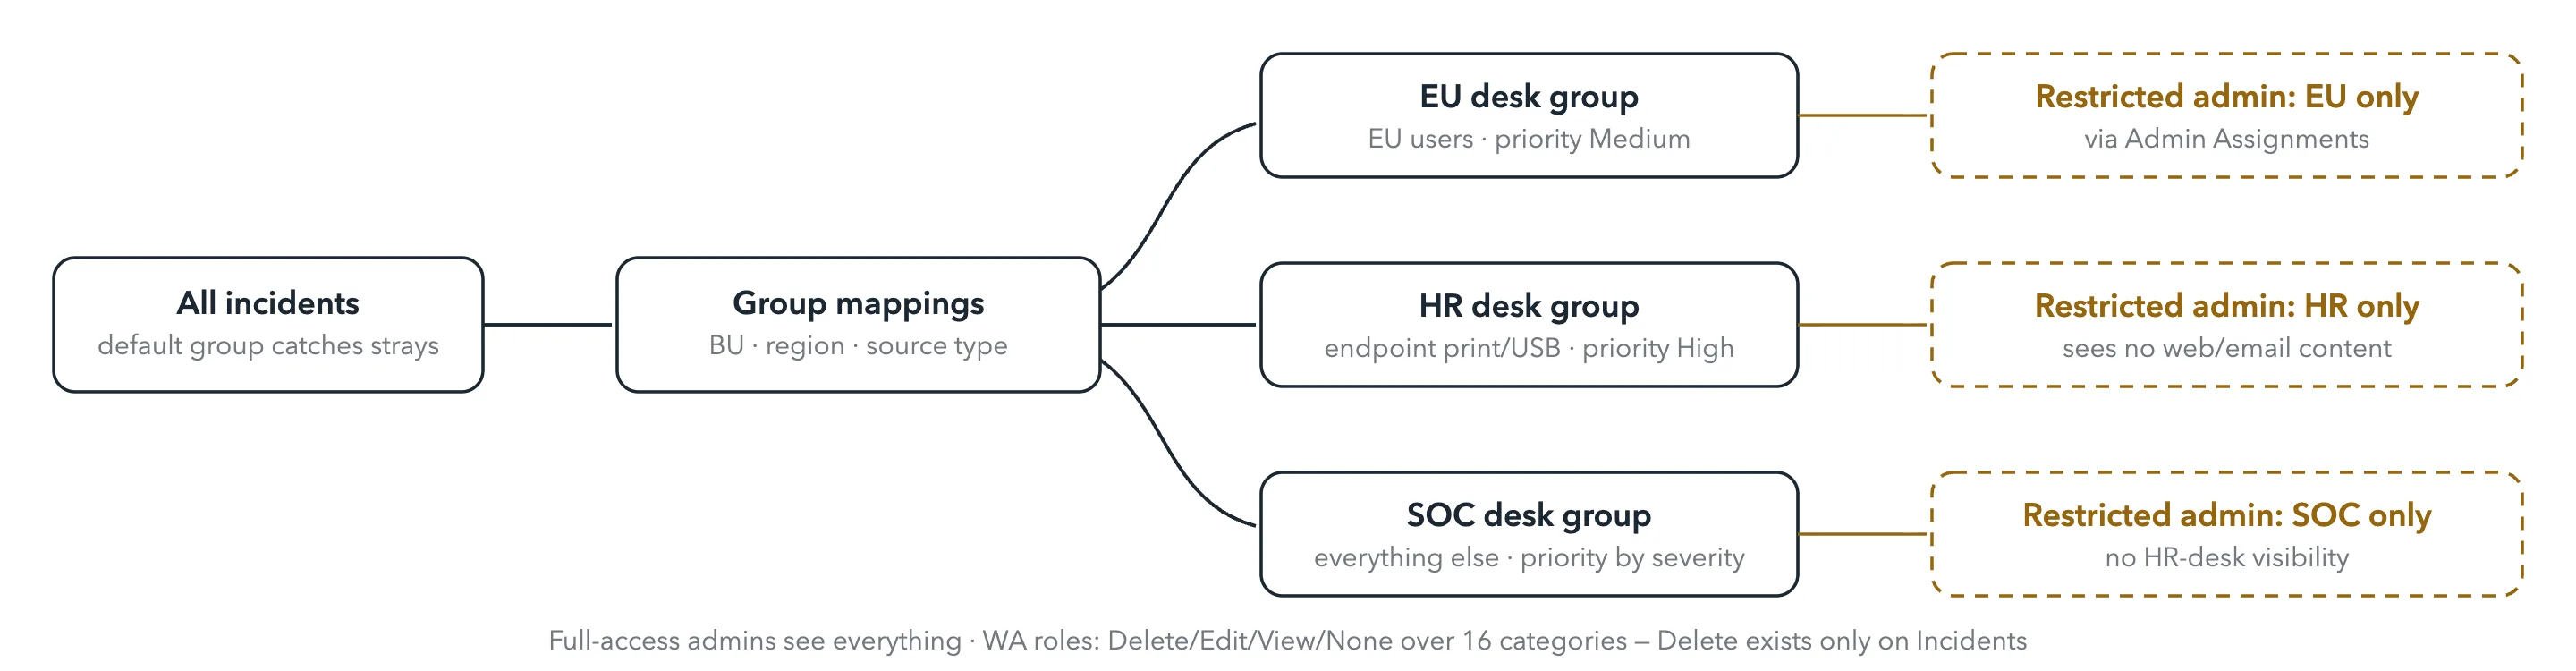 All incidents
default group catches strays
Group mappings
BU · region · source type
EU desk group
EU users · priority Medium
Restricted admin: EU only
via Admin Assignments
HR desk group
endpoint print/USB · priority High
Restricted admin: HR only
sees no web/email content
SOC desk group
everything else · priority by severity
Restricted admin: SOC only
no HR-desk visibility
Full-access admins see everything · WA roles: Delete/Edit/View/None over 16 categories – Delete exists only on Incidents